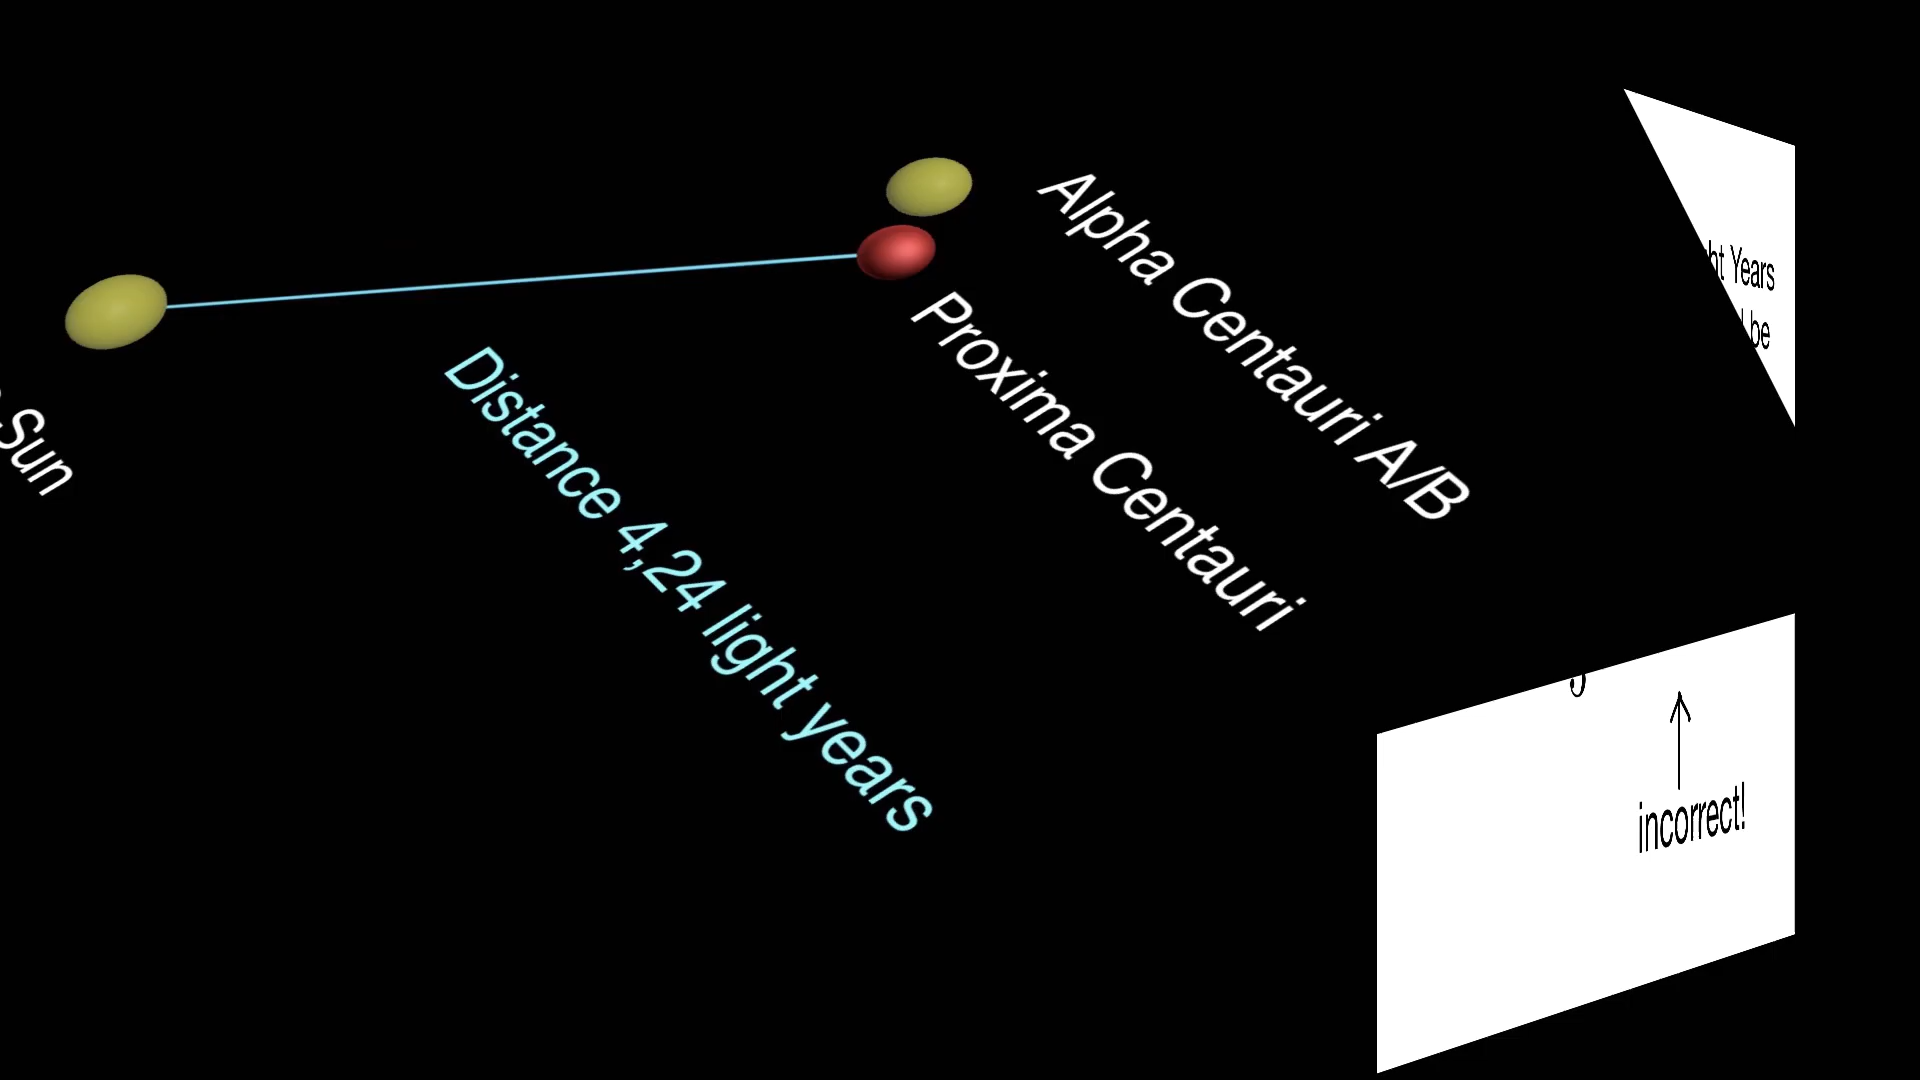 Sun
Distance 4,24 light years
Proxima Centauri
Alpha Centauri A/B
Years
be
incorrect!